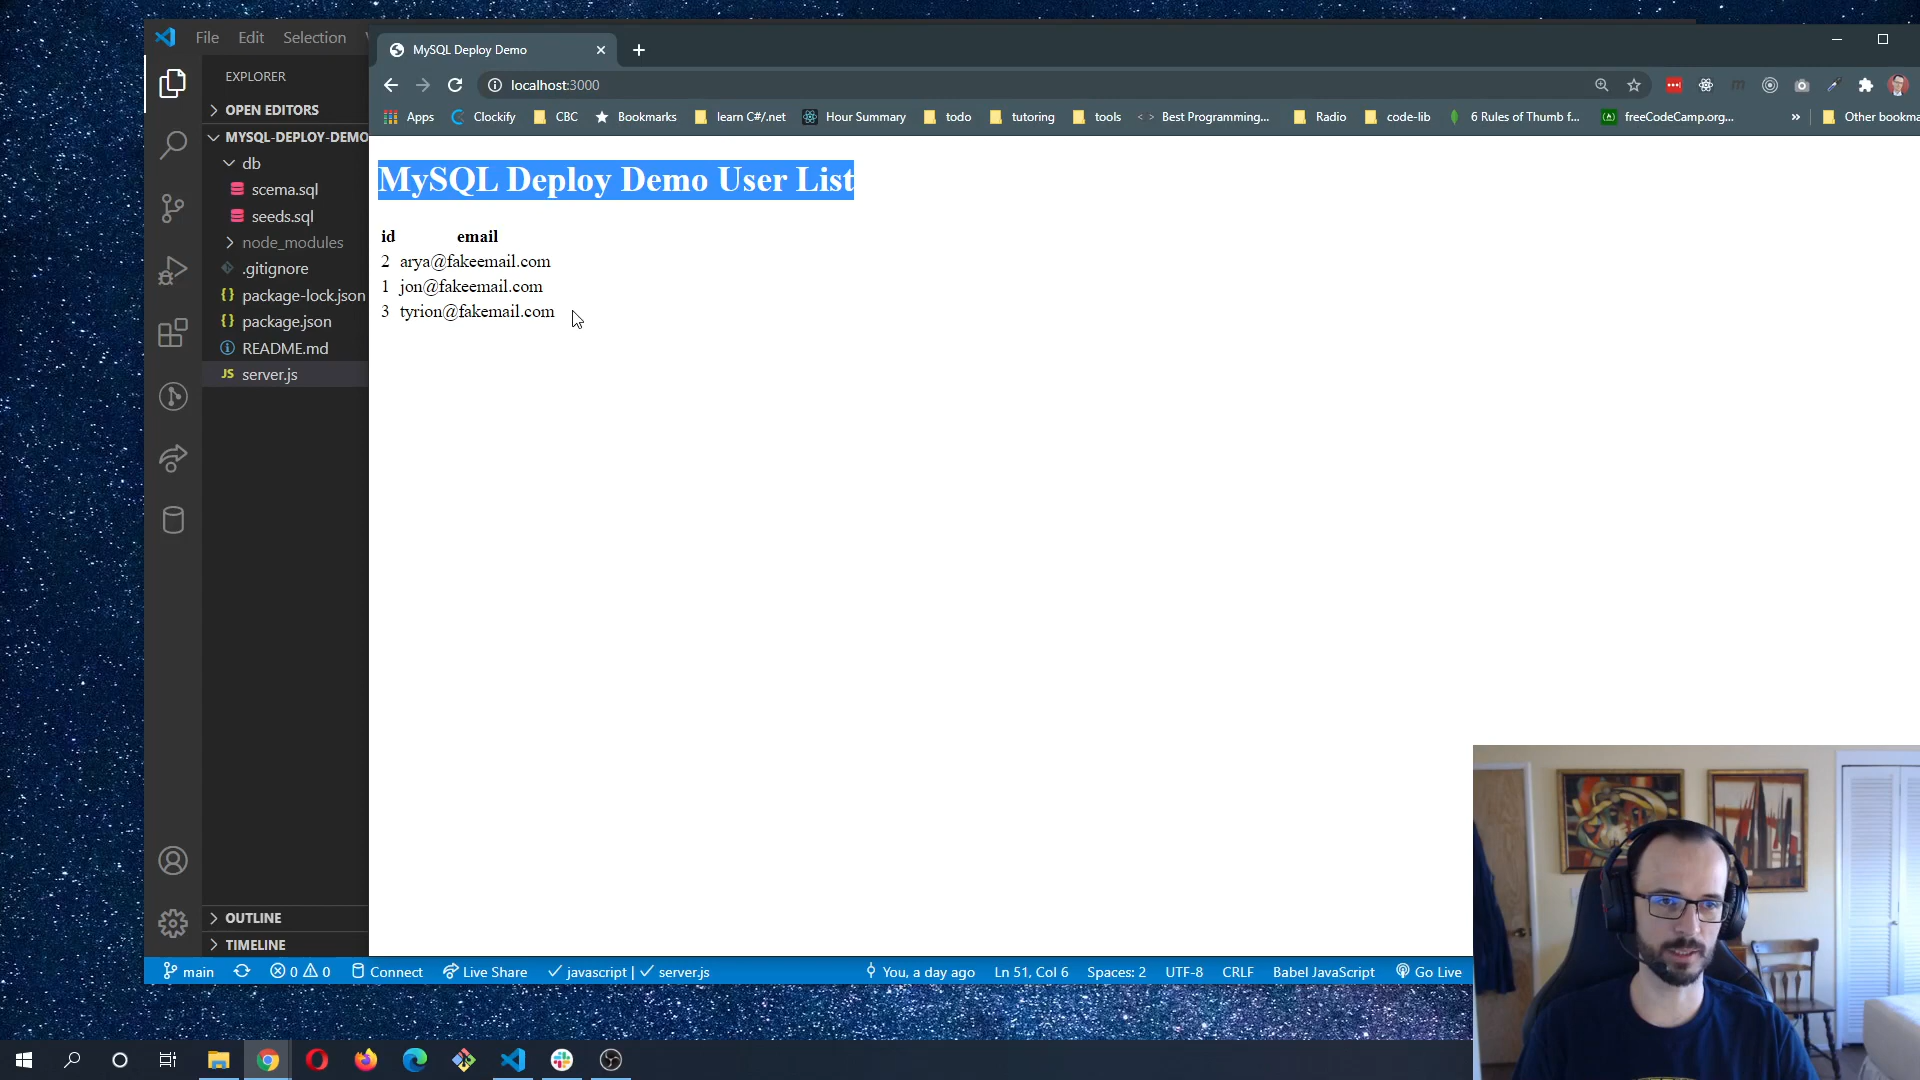 File Edit Selection
MySQL Deploy Demo
EXPLORER
localhost:3000
OPEN EDITORS
Apps Clockify CBC Bookmarks learn C#/.net Hour Summary todo tutoring tools Best Programming... Radio code-lib 6 Rules of Thumb f... freeCodeCamp.org... » Other bookma
MYSQL-DEPLOY-DEMO
db
scema.sql
seeds.sql
node_modules
.gitignore
package-lock.json
package.json
README.md
JS server.js
MySQL Deploy Demo User List
id email
2 arya@fakeemail.com
1 jon@fakeemail.com
3 tyrion@fakemail.com
OUTLINE
TIMELINE
main 0 0 Connect Live Share javascript | server.js You, a day ago Ln 51, Col 6 Spaces: 2 UTF-8 CRLF Babel JavaScript Go Live